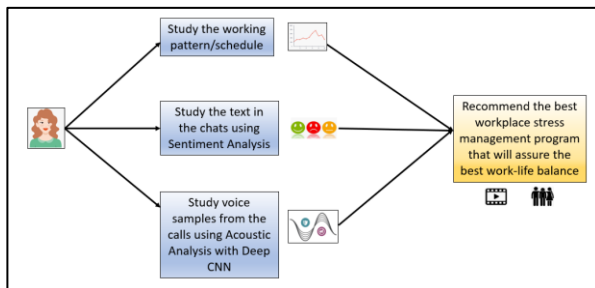 Study the working
pattern/schedule
Study the text in
the chats using
Sentiment Analysis
Study voice
samples from the
calls using Acoustic
Analysis with Deep
CNN
Recommend the best
workplace stress
management program
that will assure the
best work-life balance